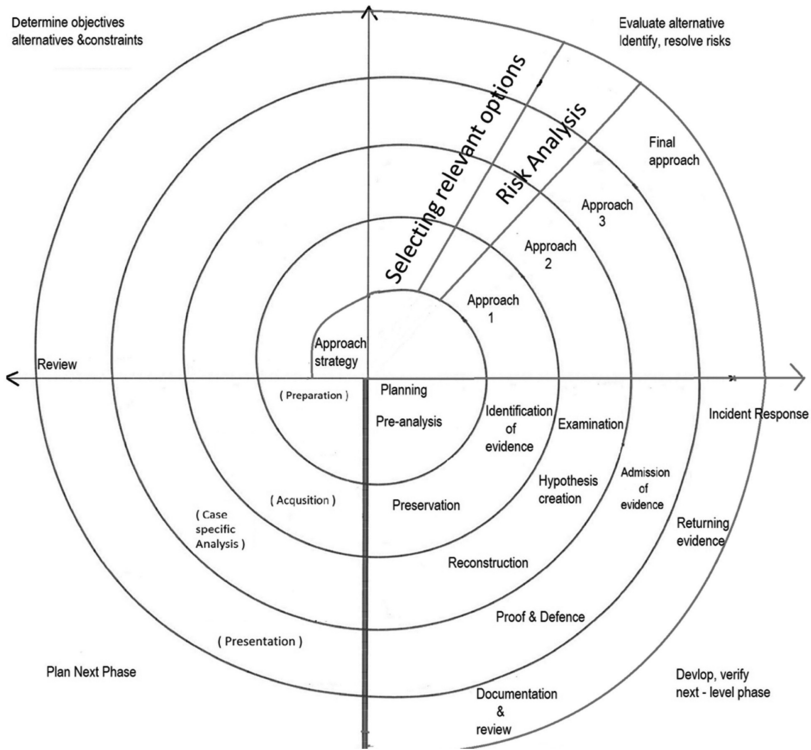 Determine objectives
alternatives &constraints
Evaluate alternative
Identify, resolve risks
Selecting relevant options
Risk Analysis
Final
approach
Approach
3
Approach
2
Approach
1
Approach
strategy
Review
( Preparation )
Planning
Pre-analysis
Identification
of
evidence
Examination
Incident Response
( Acqusition )
Preservation
Hypothesis
creation
Admission
of
evidence
( Case
specific
Analysis )
Returning
evidence
Reconstruction
Proof & Defence
( Presentation )
Plan Next Phase
Devlop, verify
next - level phase
Documentation
&
review